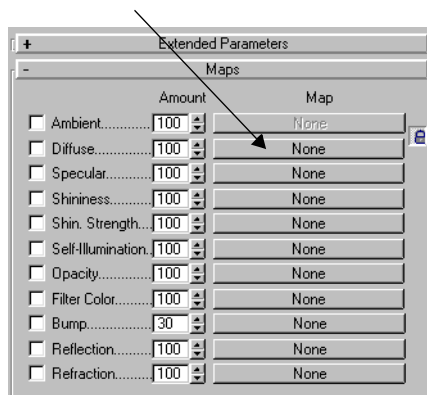 + Extended Parameters
- Maps
Amount Map
Ambient............ 100 None
Diffuse.............. 100 None
Specular........... 100 None
Shininess.......... 100 None
Shin. Strength.... 100 None
Self-Illumination. 100 None
Opacity............. 100 None
Filter Color......... 100 None
Bump................ 30 None
Reflection.......... 100 None
Refraction......... 100 None